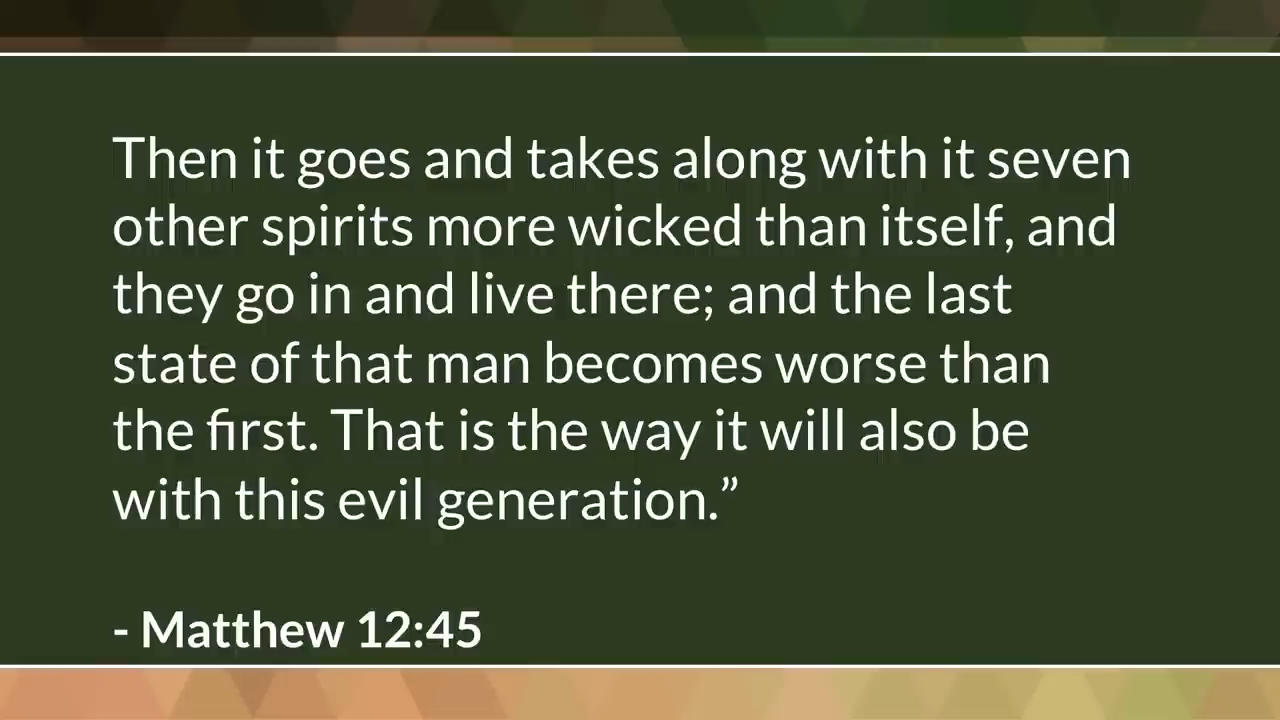 Then it goes and takes along with it seven
other spirits more wicked than itself, and
they go in and live there; and the last
state of that man becomes worse than
the first. That is the way it will also be
with this evil generation.”
- Matthew 12:45